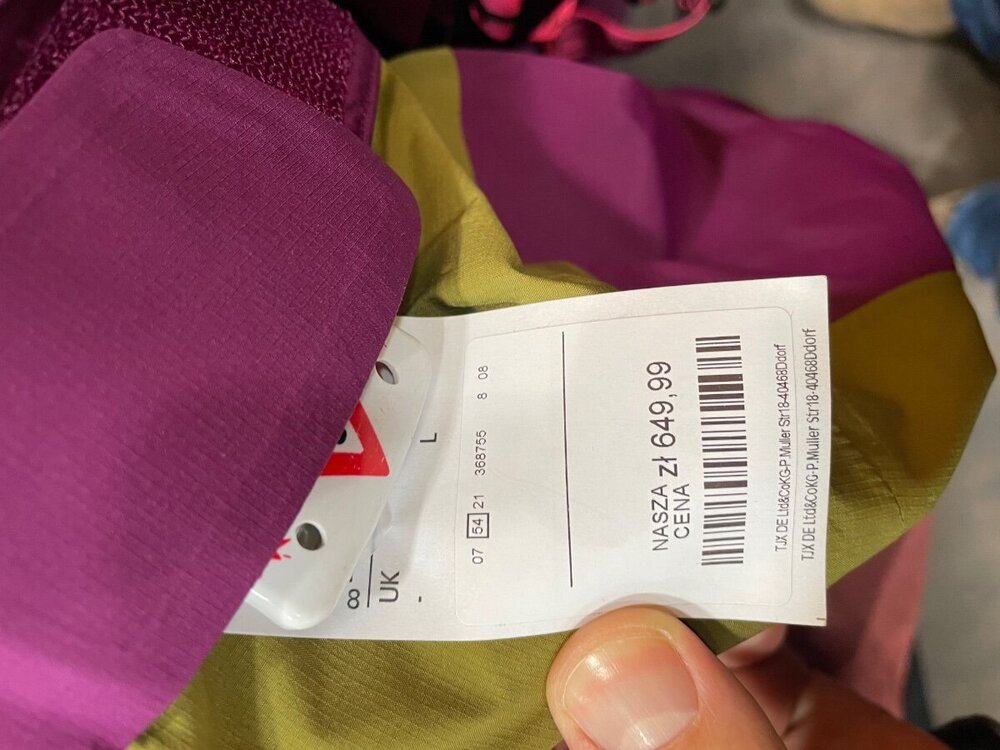 L
8
UK
-
07 54 21 368755 8 08
NASZA zł 649,99
CENA
TJX DE Ltd&CoKG-P.Muller Str18-40468Ddorf
TJX DE Ltd&CoKG-P.Muller Str18-40468Ddorf